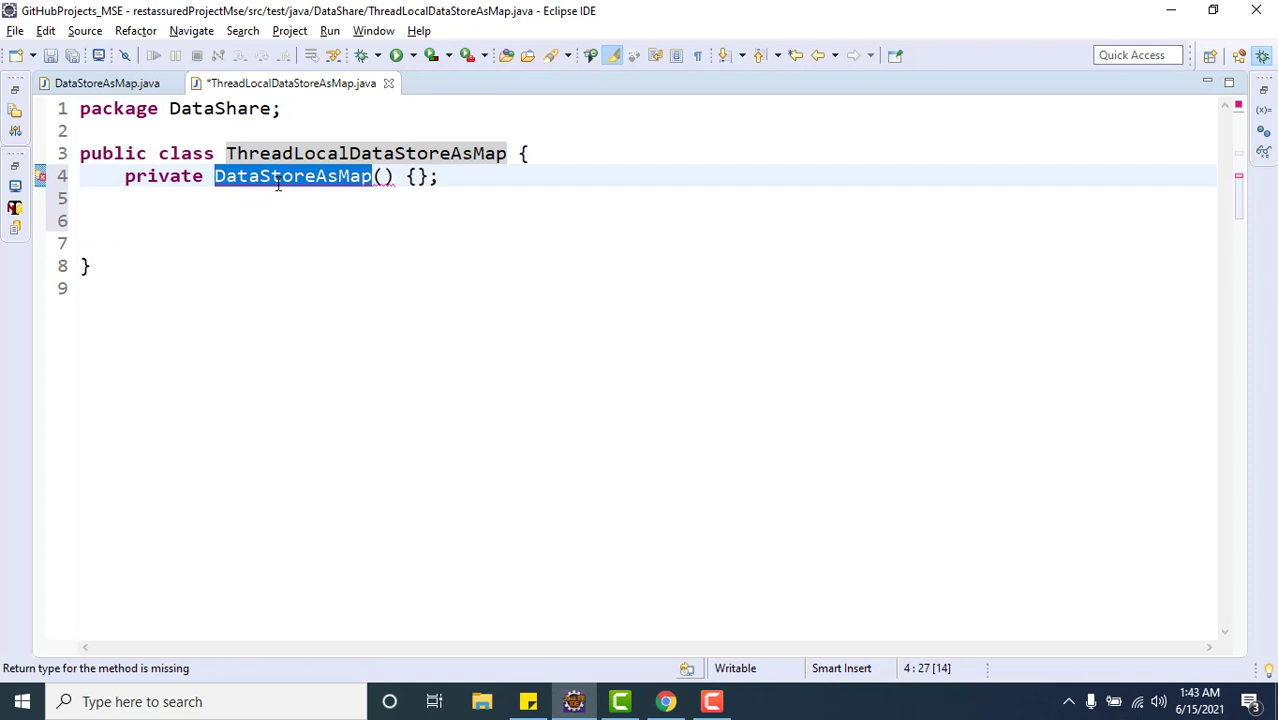 GitHubProjects_MSE - restassuredProjectMse/src/test/java/DataShare/ThreadLocalDataStoreAsMap.java - Eclipse IDE
File Edit Source Refactor Navigate Search Project Run Window Help
Quick Access
DataStoreAsMap.java *ThreadLocalDataStoreAsMap.java
1 package DataShare;
2
3 public class ThreadLocalDataStoreAsMap {
4 private DataStoreAsMap() {};
5
6
7
8 }
9
Return type for the method is missing Writable Smart Insert 4 : 27 [14]
Type here to search
1:43 AM
6/15/2021
3